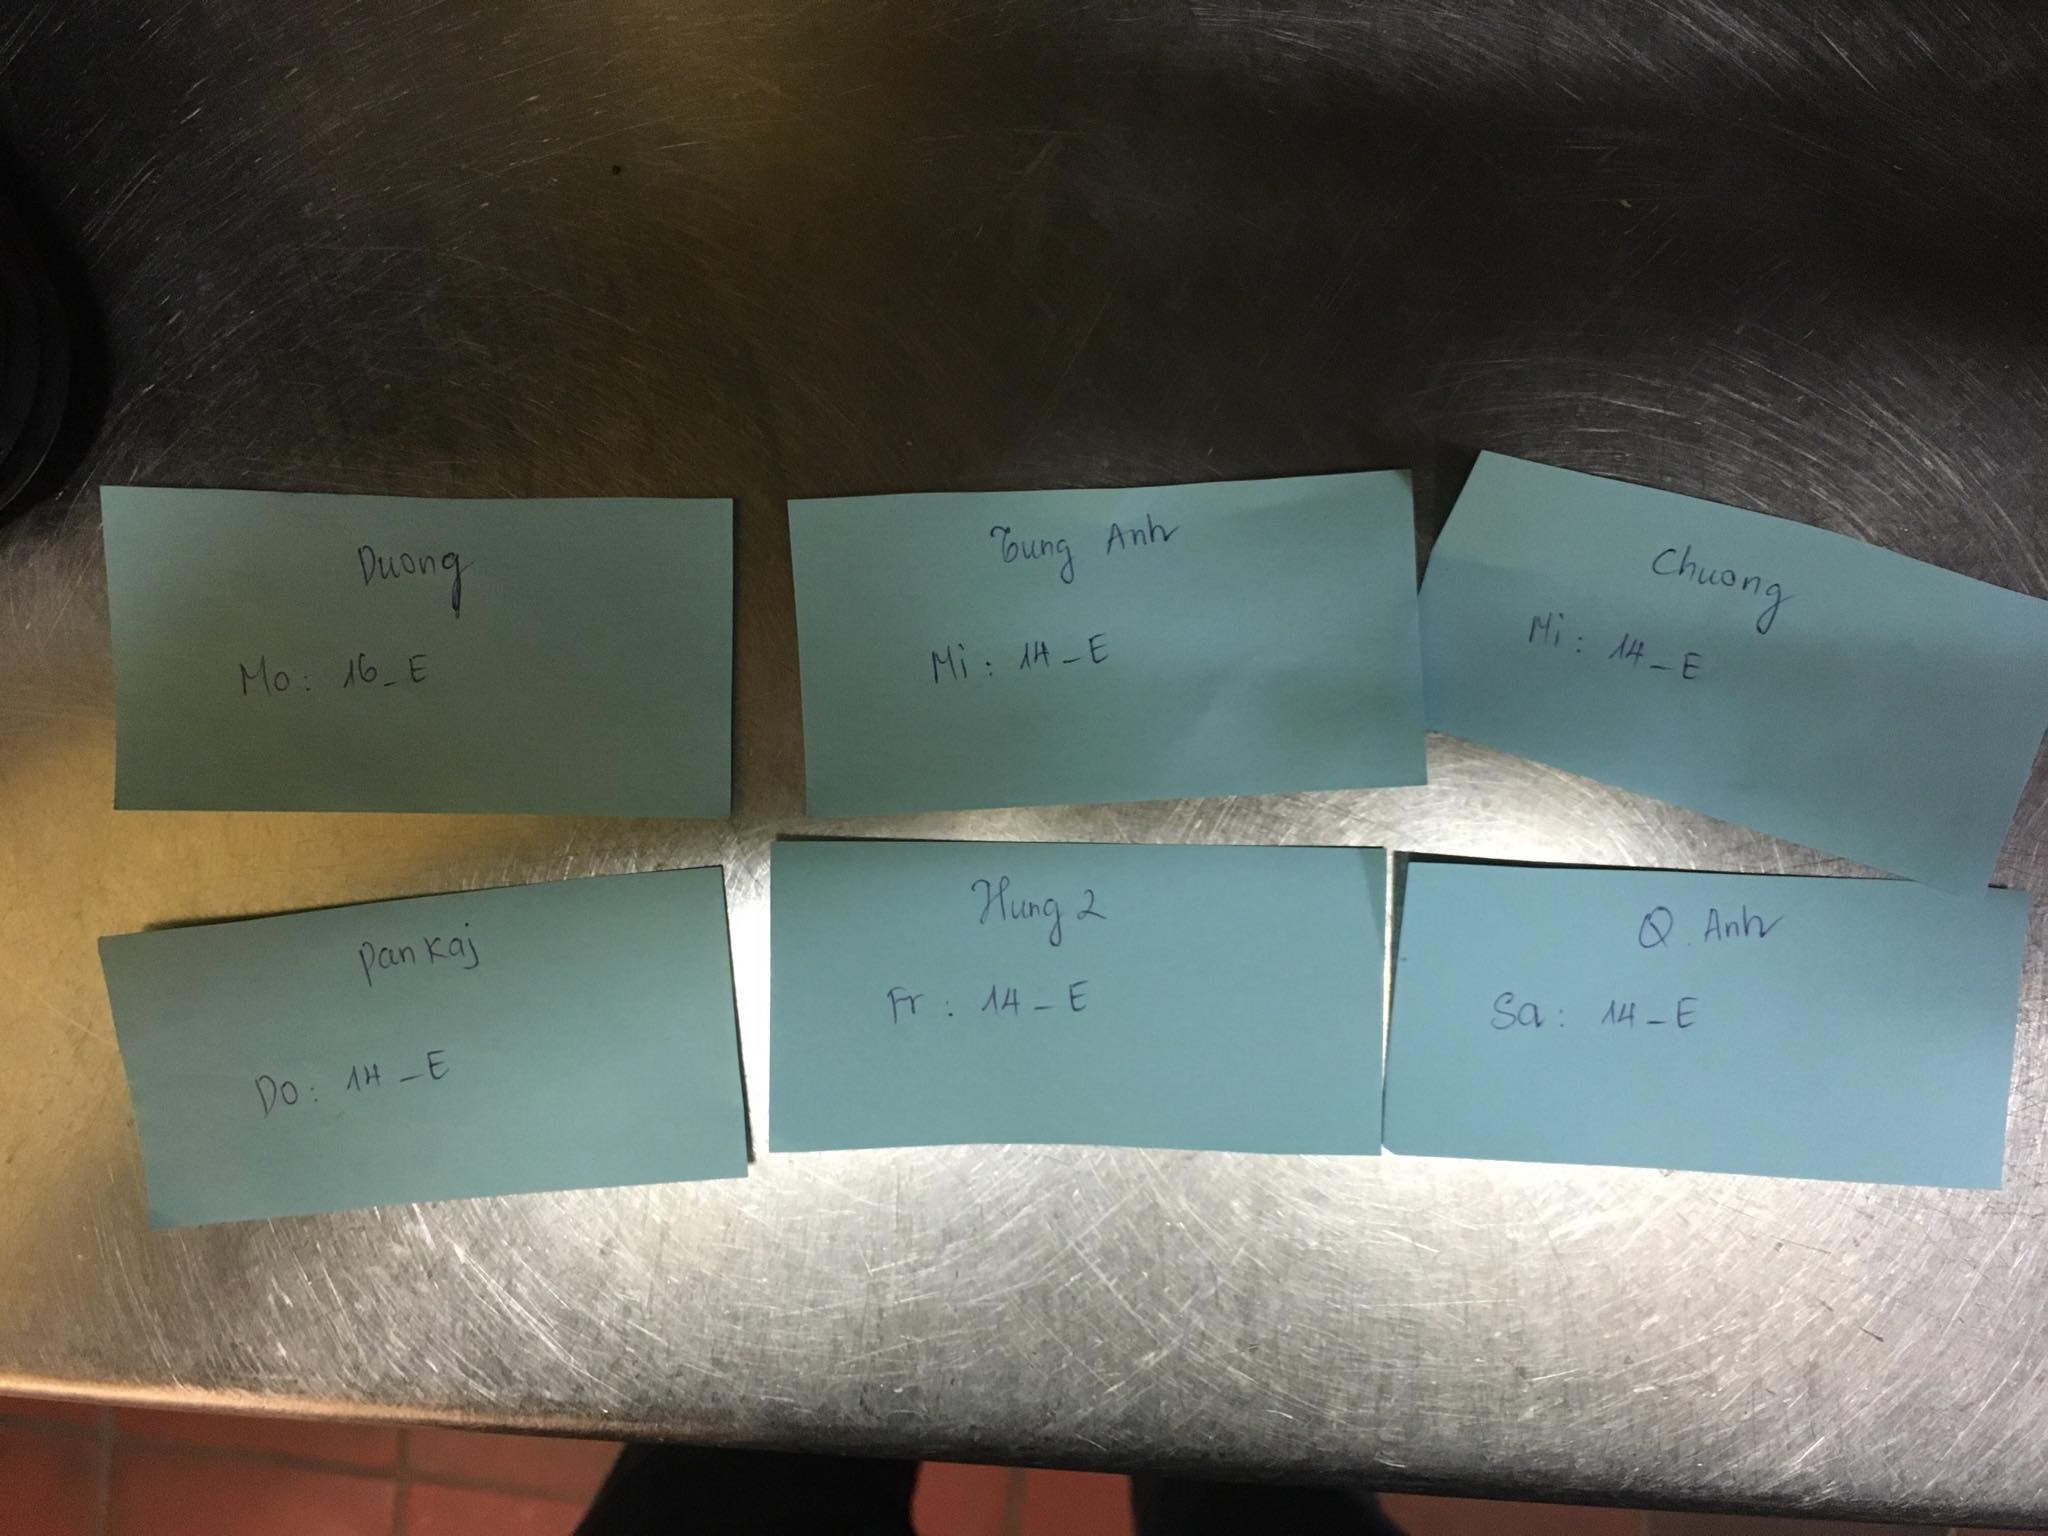 Duong
Mo: 16_E
Tung Anh
Mi: 14_E
Chuong
Mi: 14_E
pankaj
Do: 14_E
Hung 2
Fr: 14_E
Q. Anh
Sa: 14_E